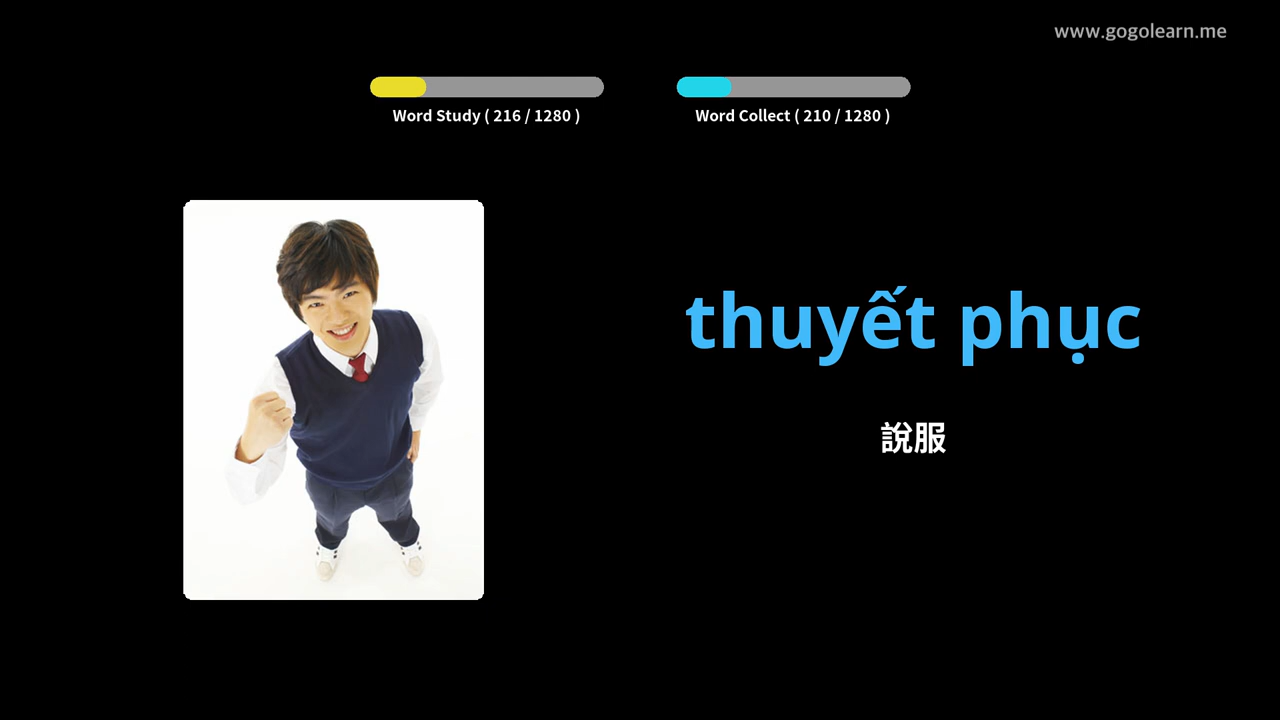 www.gogolearn.me
Word Study ( 216 / 1280 )
Word Collect ( 210 / 1280 )
thuyết phục
說服